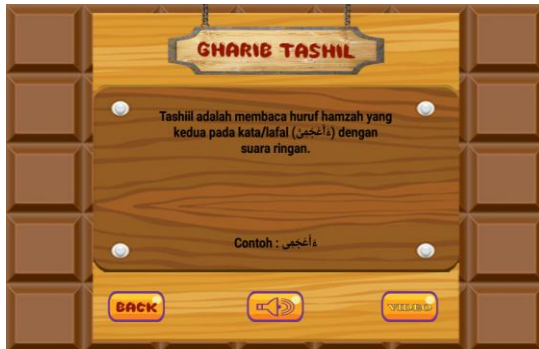 GHARIB TASHIL
Tashiil adalah membaca huruf hamzah yang
kedua pada kata/lafal (ءَاَعْجَمِىٌّ) dengan
suara ringan.
Contoh : ءَاَعْجَمِى
BACK
VIDEO